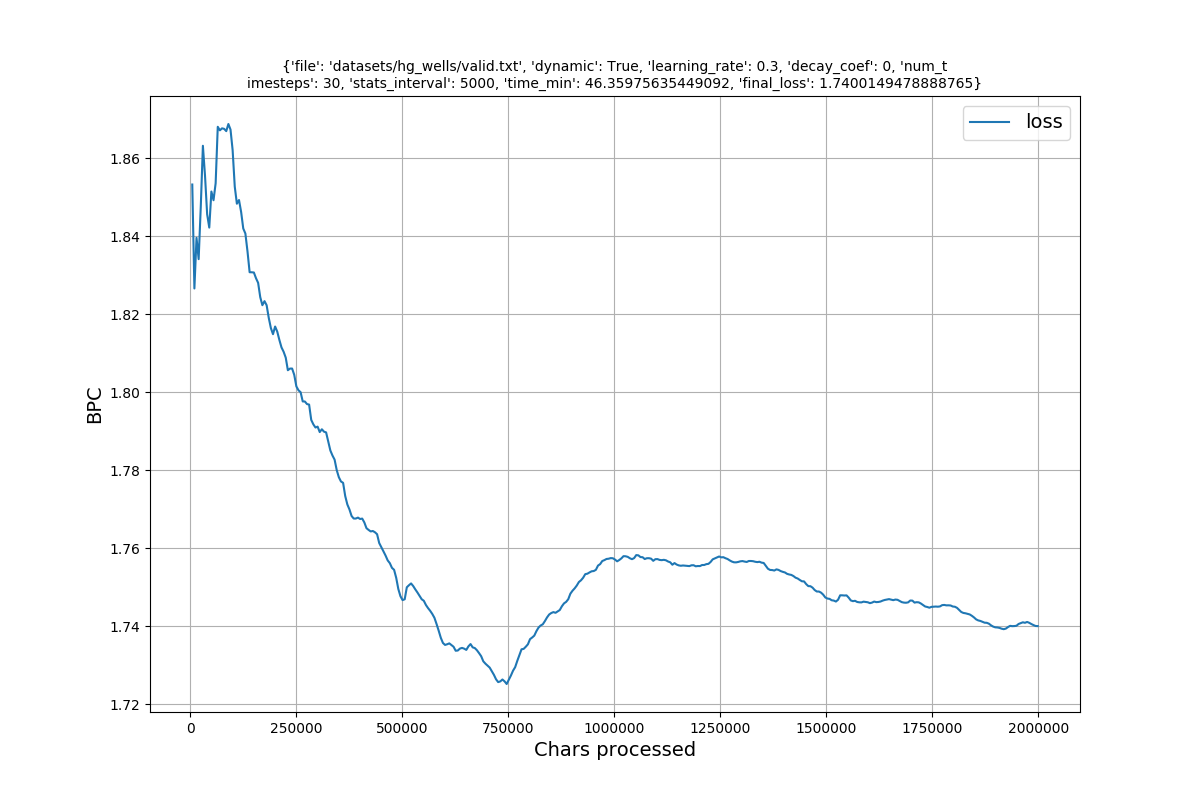 {'file': 'datasets/hg_wells/valid.txt', 'dynamic': True, 'learning_rate': 0.3, 'decay_coef': 0, 'num_t
imesteps': 30, 'stats_interval': 5000, 'time_min': 46.35975635449092, 'final_loss': 1.7400149478888765}
loss
BPC
1.86
1.84
1.82
1.80
1.78
1.76
1.74
1.72
0 250000 500000 750000 1000000 1250000 1500000 1750000 2000000
Chars processed